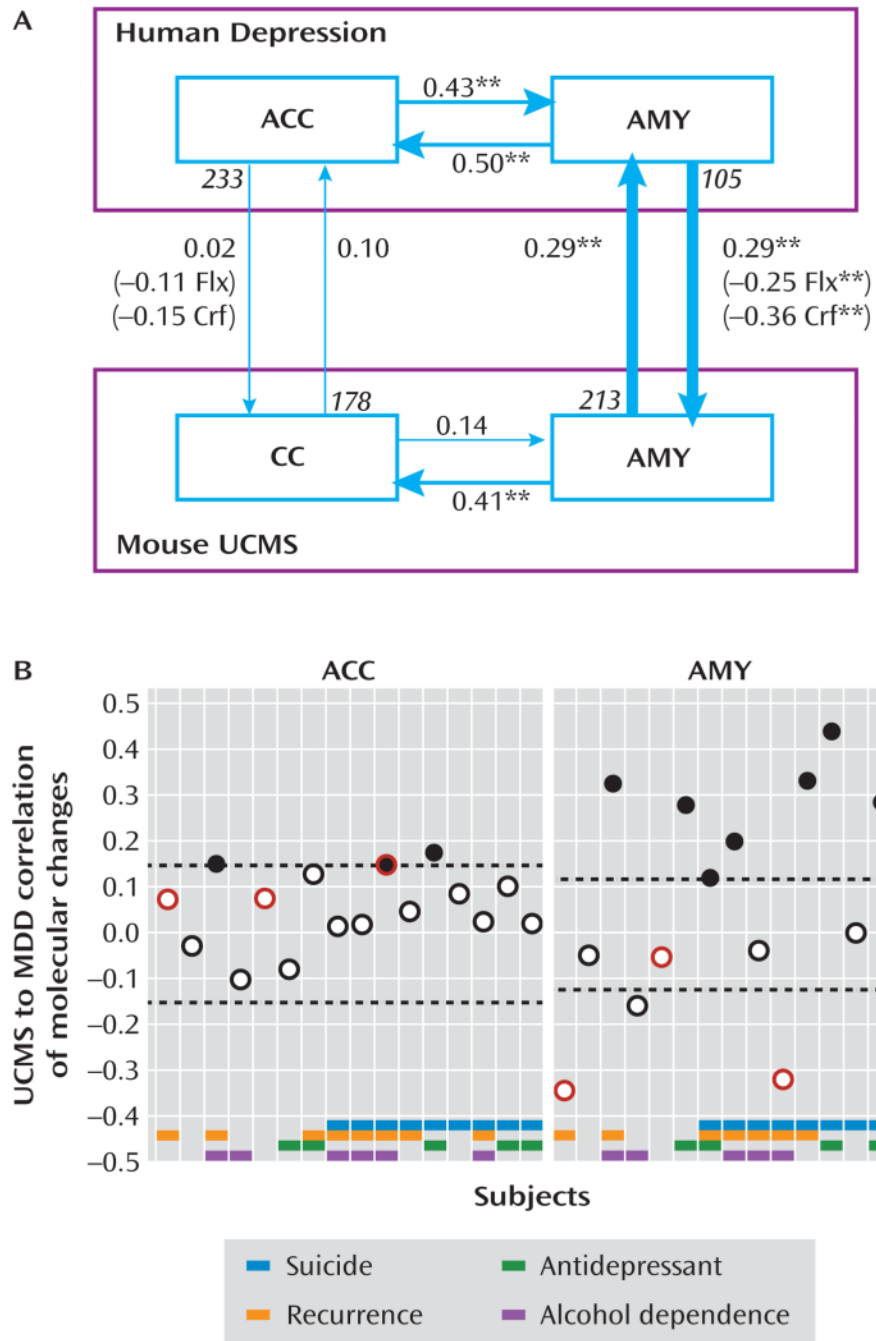 A
Human Depression
ACC
0.43**
AMY
0.50**
233
105
0.02
(–0.11 Flx)
(–0.15 Crf)
0.10
0.29**
0.29**
(–0.25 Flx**)
(–0.36 Crf**)
178
213
CC
0.14
AMY
0.41**
Mouse UCMS
B
ACC
AMY
UCMS to MDD correlation
of molecular changes
0.5
0.4
0.3
0.2
0.1
0.0
–0.1
–0.2
–0.3
–0.4
–0.5
Subjects
Suicide
Antidepressant
Recurrence
Alcohol dependence